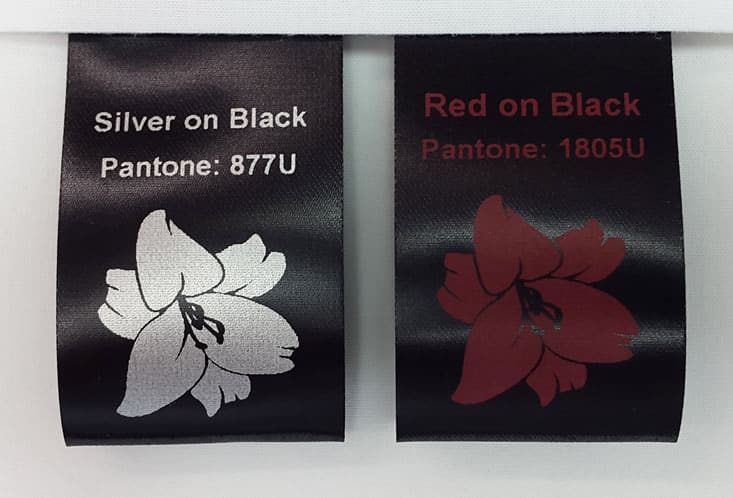 Silver on Black
Pantone: 877U
Red on Black
Pantone: 1805U